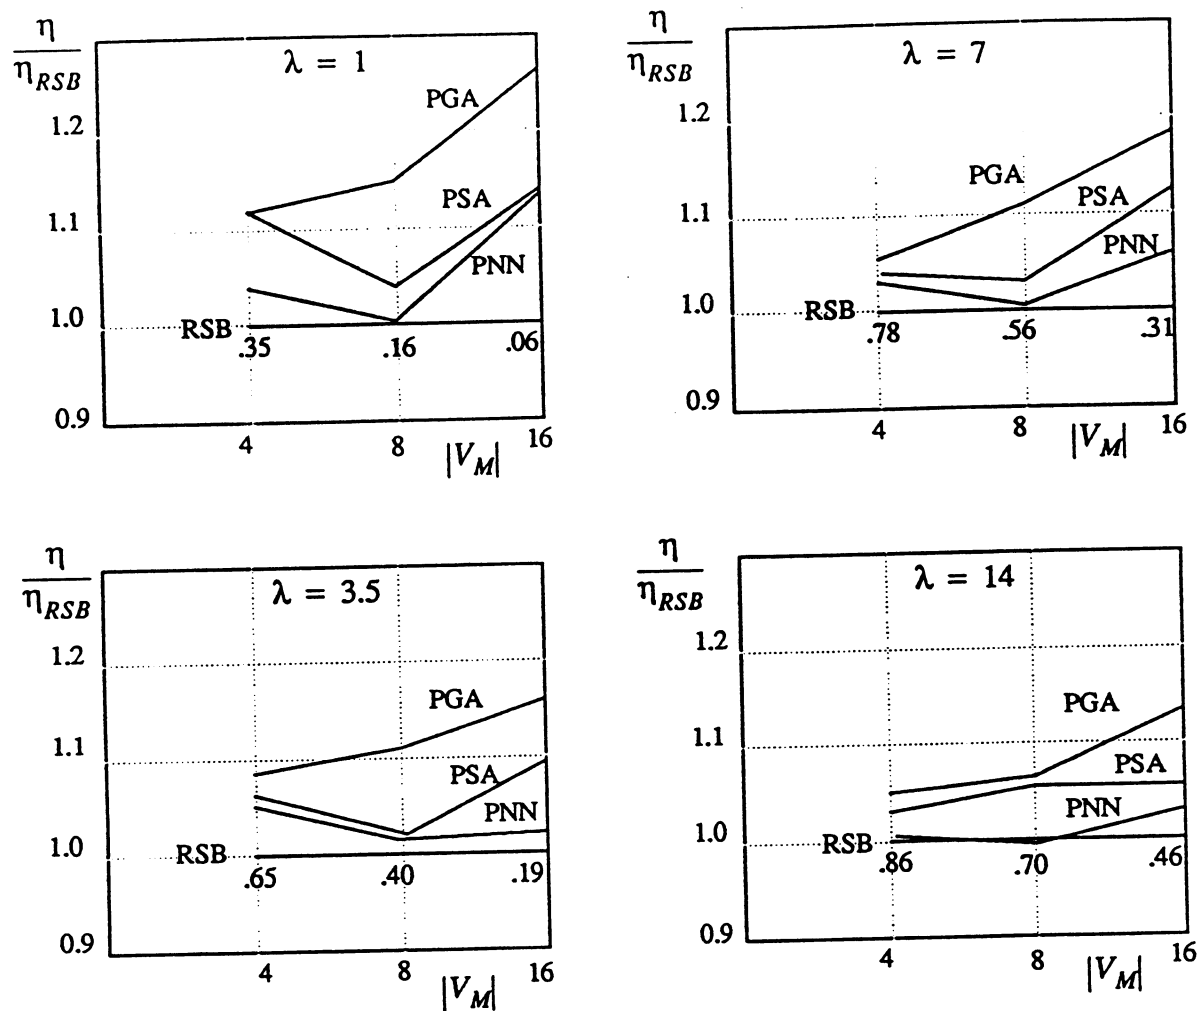 η
η_RSB
λ = 1
1.2
1.1
1.0
0.9
PGA
PSA
PNN
RSB
.35
.16
.06
4
8
16
|V_M|
η
η_RSB
λ = 7
1.2
1.1
1.0
0.9
PGA
PSA
PNN
RSB
.78
.56
.31
4
8
16
|V_M|
η
η_RSB
λ = 3.5
1.2
1.1
1.0
0.9
PGA
PSA
PNN
RSB
.65
.40
.19
4
8
16
|V_M|
η
η_RSB
λ = 14
1.2
1.1
1.0
0.9
PGA
PSA
PNN
RSB
.86
.70
.46
4
8
16
|V_M|